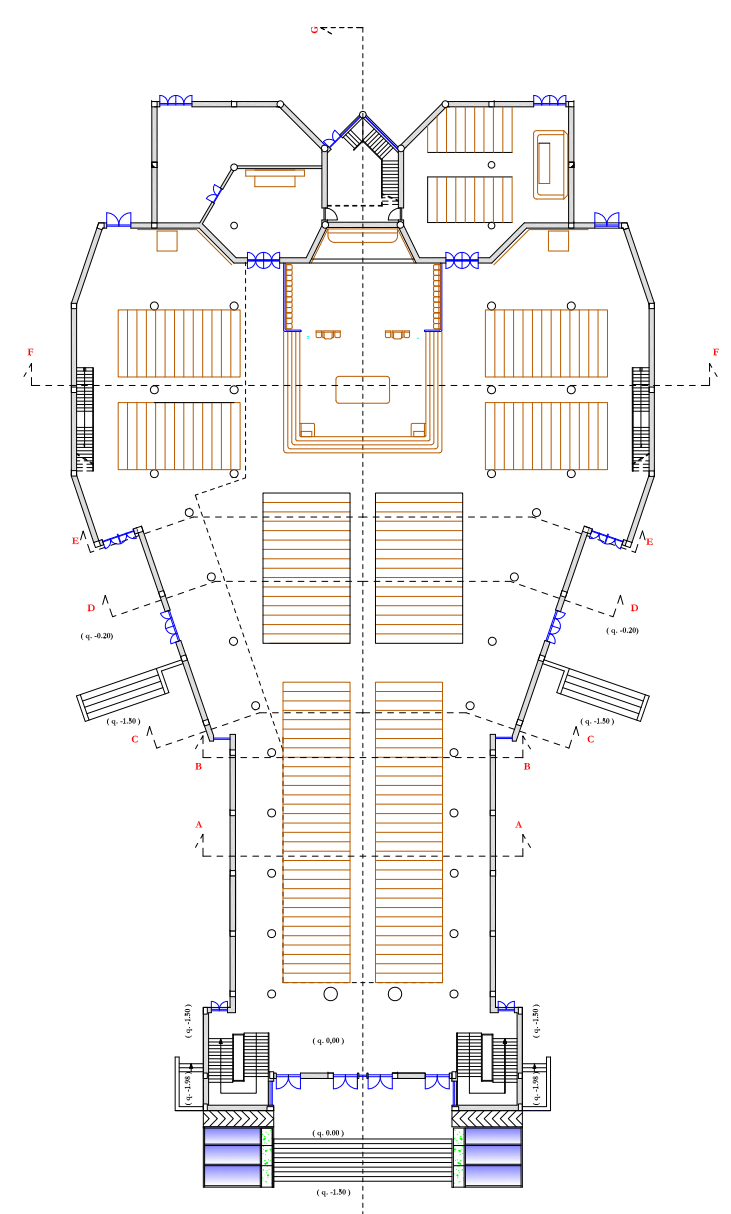 G
F F
E E
D D
( q. -0.20) ( q. -0.20)
( q. -1.50 ) ( q. -1.50 )
C C
B B
A A
( q. -1.50 ) ( q. -1.50 )
( q. 0,00 )
( q. -1.98 ) ( q. -1.98 )
( q. 0.00 )
( q. -1.50 )